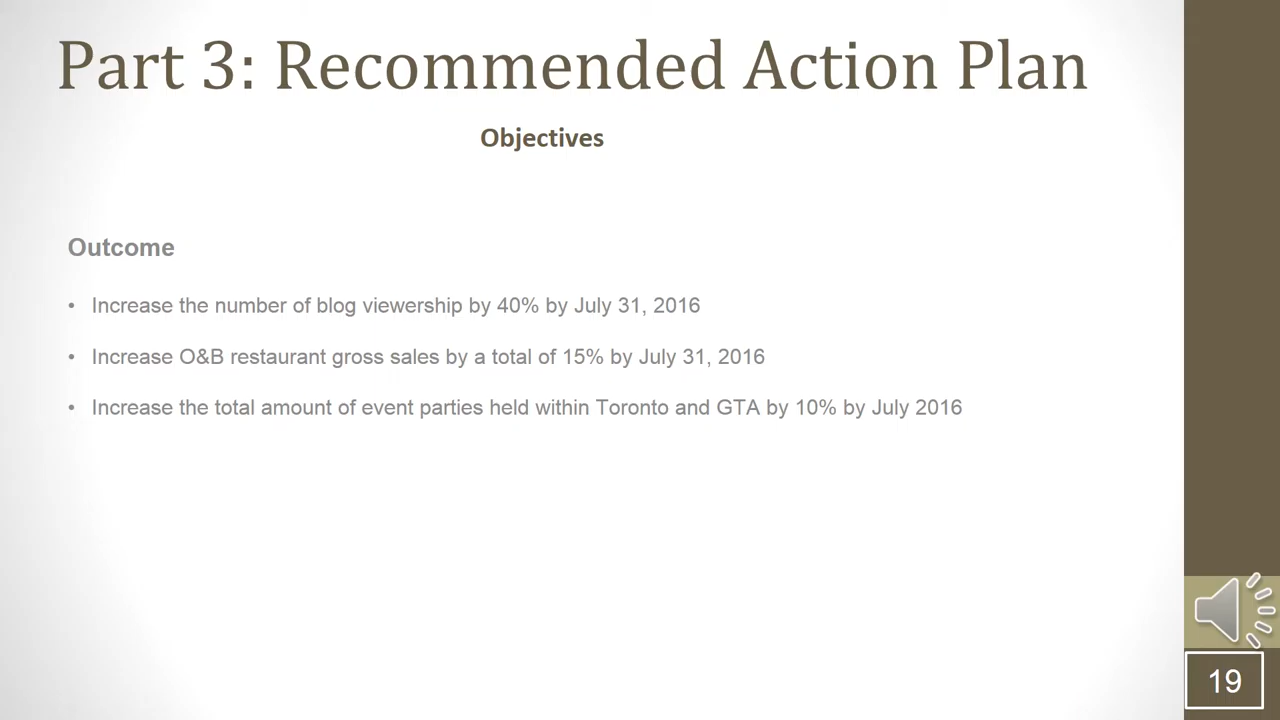 Part 3: Recommended Action Plan
Objectives
Outcome
• Increase the number of blog viewership by 40% by July 31, 2016
• Increase O&B restaurant gross sales by a total of 15% by July 31, 2016
• Increase the total amount of event parties held within Toronto and GTA by 10% by July 2016
19